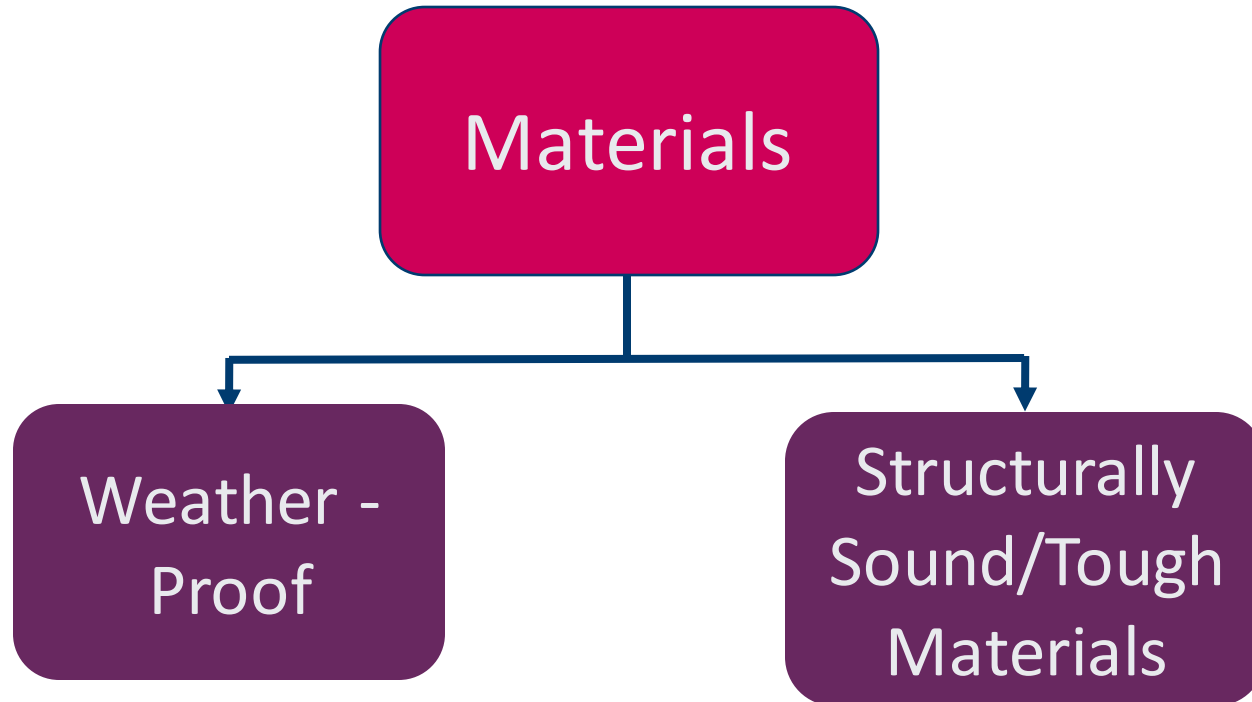 Materials
Weather -
Proof
Structurally
Sound/Tough
Materials